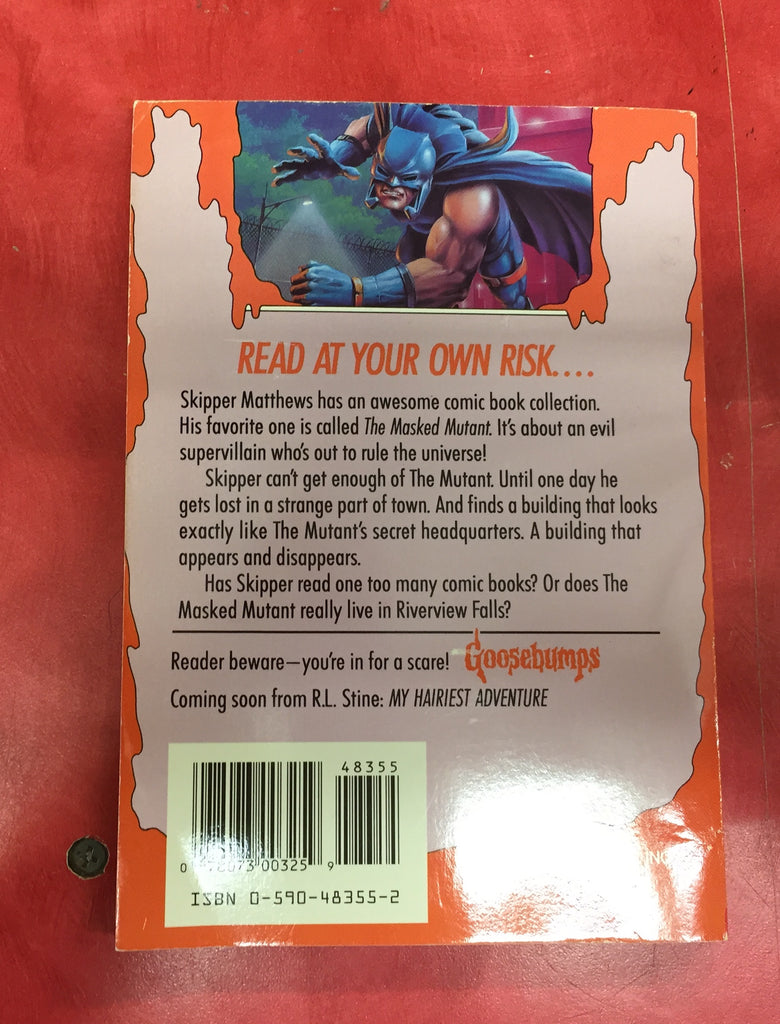 READ AT YOUR OWN RISK....
Skipper Matthews has an awesome comic book collection.
His favorite one is called The Masked Mutant. It's about an evil
supervillain who's out to rule the universe!
Skipper can't get enough of The Mutant. Until one day he
gets lost in a strange part of town. And finds a building that looks
exactly like The Mutant's secret headquarters. A building that
appears and disappears.
Has Skipper read one too many comic books? Or does The
Masked Mutant really live in Riverview Falls?
Reader beware—you're in for a scare! Goosebumps
Coming soon from R.L. Stine: MY HAIRIEST ADVENTURE
48355
0 00325 9
ISBN 0-590-48355-2